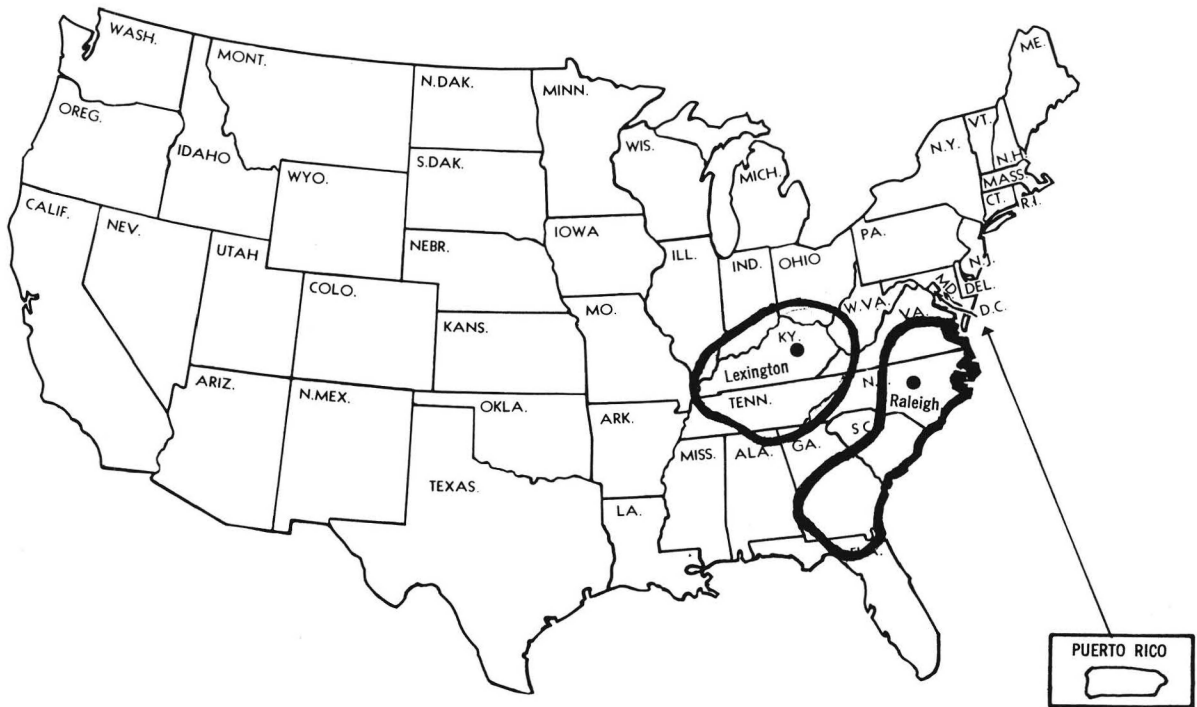 WASH.
MONT.
N.DAK.
MINN.
ME.
OREG.
IDAHO
WYO.
S.DAK.
WIS.
MICH.
N.Y.
VT.
N.H.
MASS.
CT.
R.I.
CALIF.
NEV.
UTAH
COLO.
NEBR.
IOWA
ILL.
IND.
OHIO
PA.
N.J.
MD.
DEL.
D.C.
W.VA.
VA.
KANS.
MO.
KY.
Lexington
ARIZ.
N.MEX.
OKLA.
ARK.
TENN.
Raleigh
S.C.
TEXAS.
LA.
MISS.
ALA.
GA.
PUERTO RICO